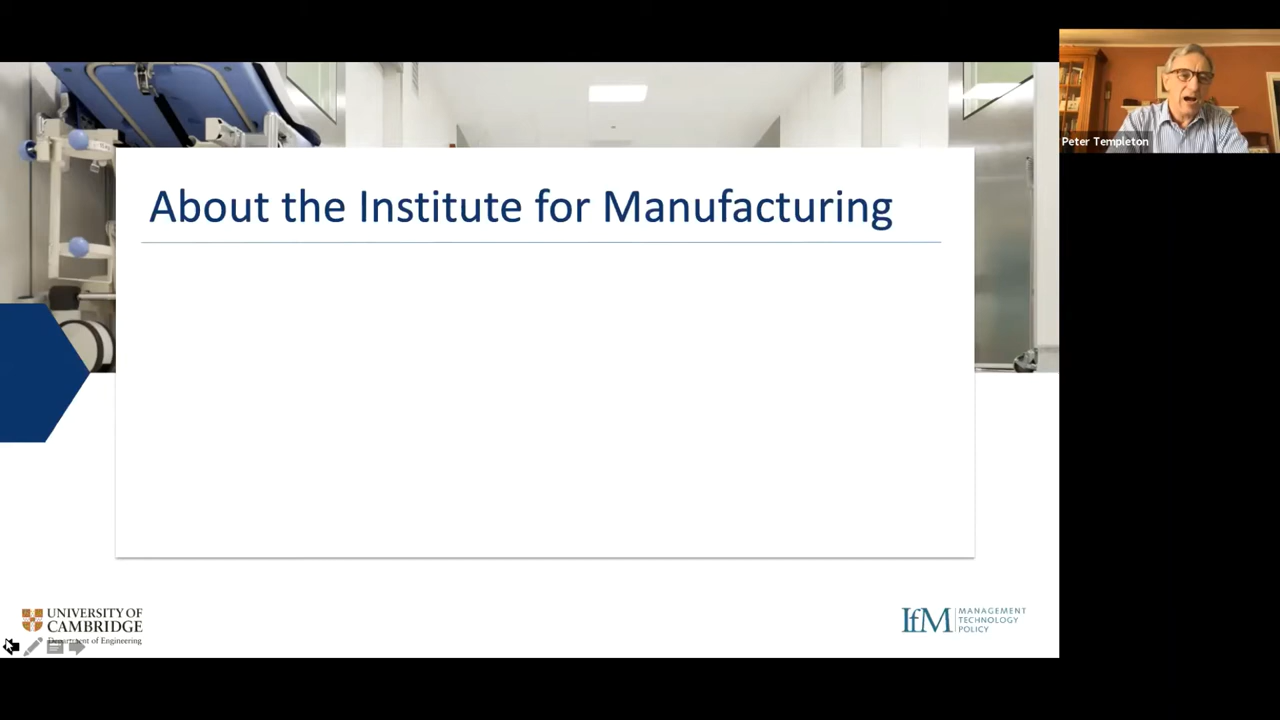 Peter Templeton
About the Institute for Manufacturing
UNIVERSITY OF
CAMBRIDGE
Department of Engineering
IfM
MANAGEMENT
TECHNOLOGY
POLICY